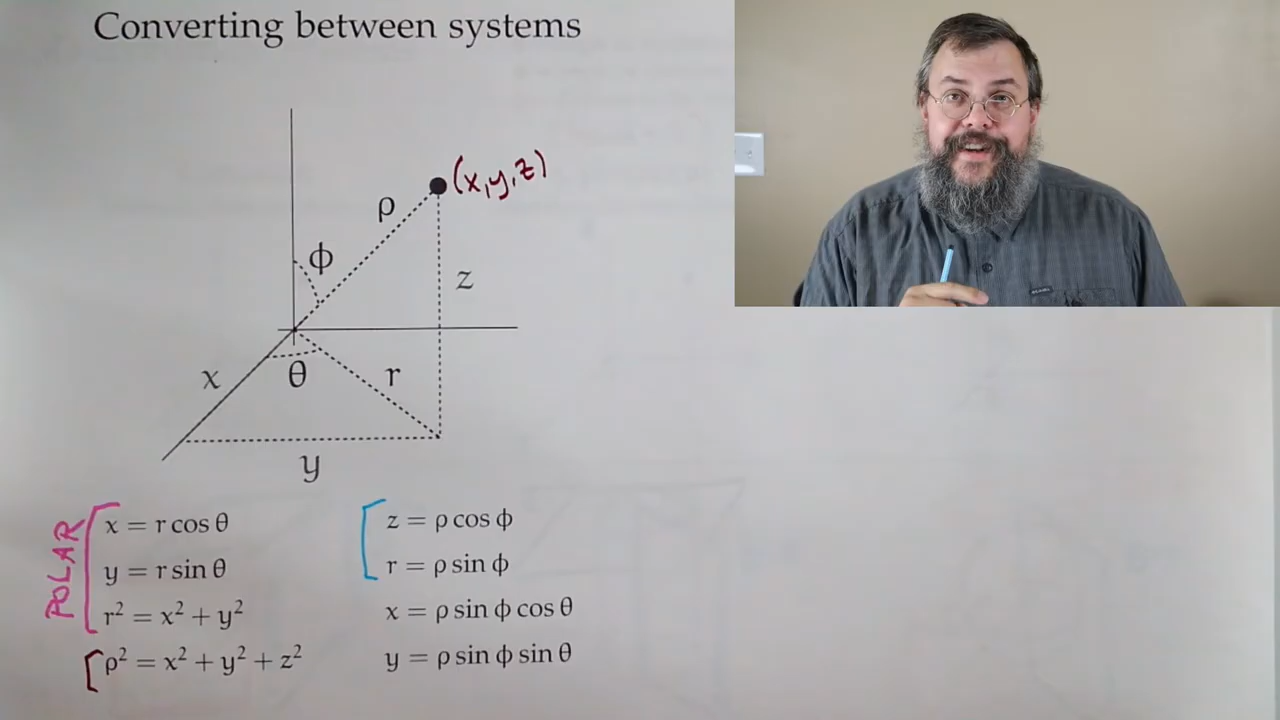 Converting between systems
(x,y,z)
ρ
ϕ
z
x
θ
r
y
POLAR
x = r cos θ
y = r sin θ
r² = x² + y²
ρ² = x² + y² + z²
z = ρ cos ϕ
r = ρ sin ϕ
x = ρ sin ϕ cos θ
y = ρ sin ϕ sin θ